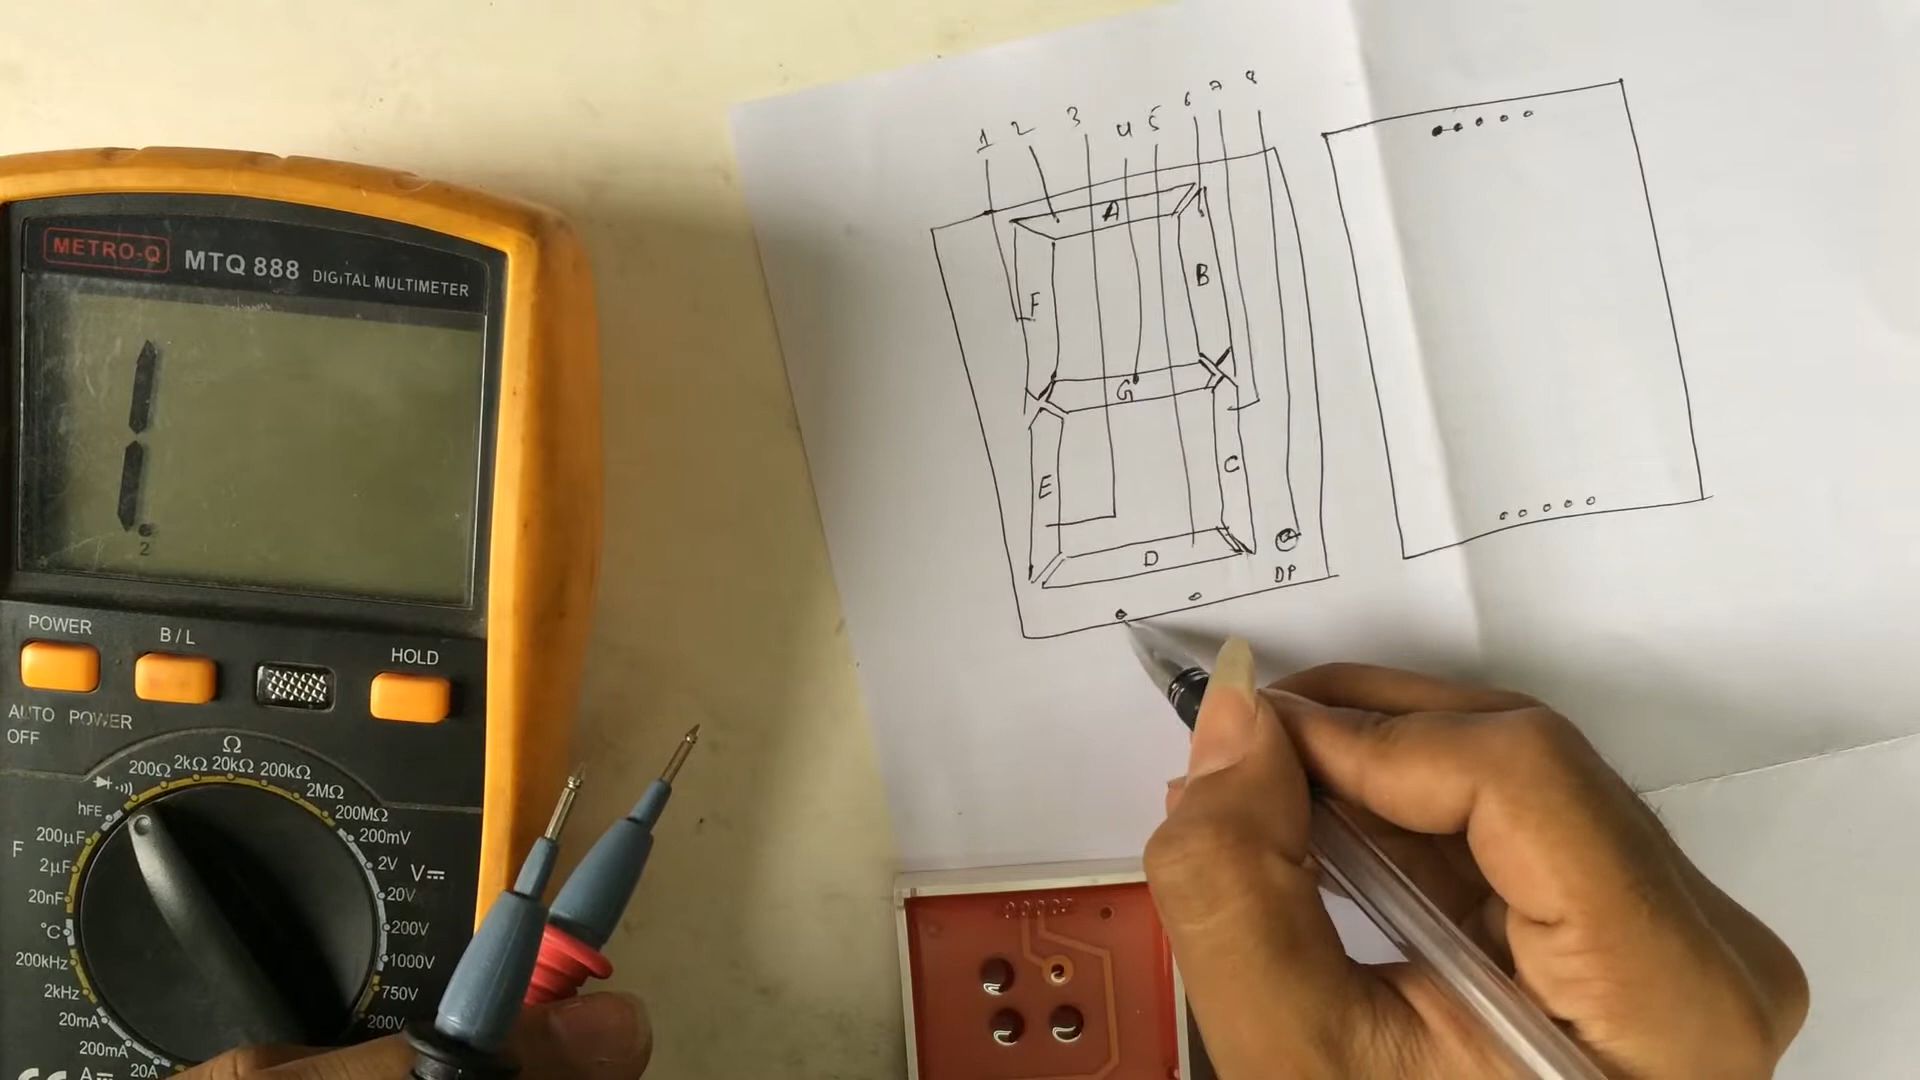 METRO-Q MTQ 888 DIGITAL MULTIMETER
1.
2
POWER B / L HOLD
AUTO POWER OFF
Ω
200Ω 2kΩ 20kΩ 200kΩ 2MΩ 200MΩ
hFE
F 200µF 2µF 20nF
°C
200kHz
2kHz
20mA
200mA
20A
A
200mV
2V
V
20V
200V
1000V
750V
200V
1 2 3 4 5 6 7 8
A
F B
G
E C
D
DP